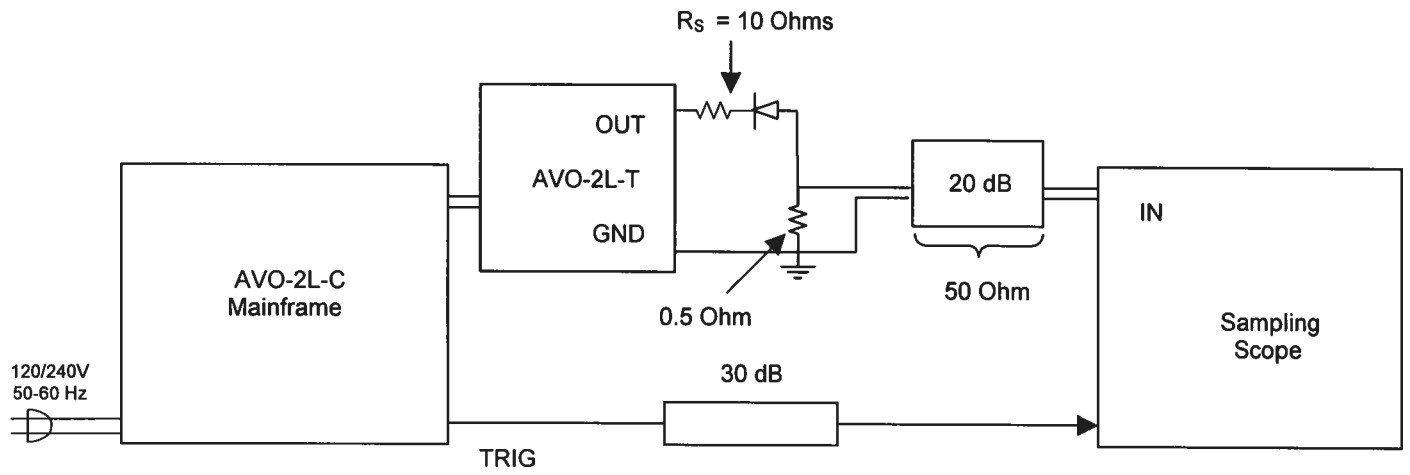 R_S = 10 Ohms
OUT
AVO-2L-T
GND
20 dB
IN
AVO-2L-C
Mainframe
0.5 Ohm
50 Ohm
Sampling
Scope
120/240V
50-60 Hz
30 dB
TRIG